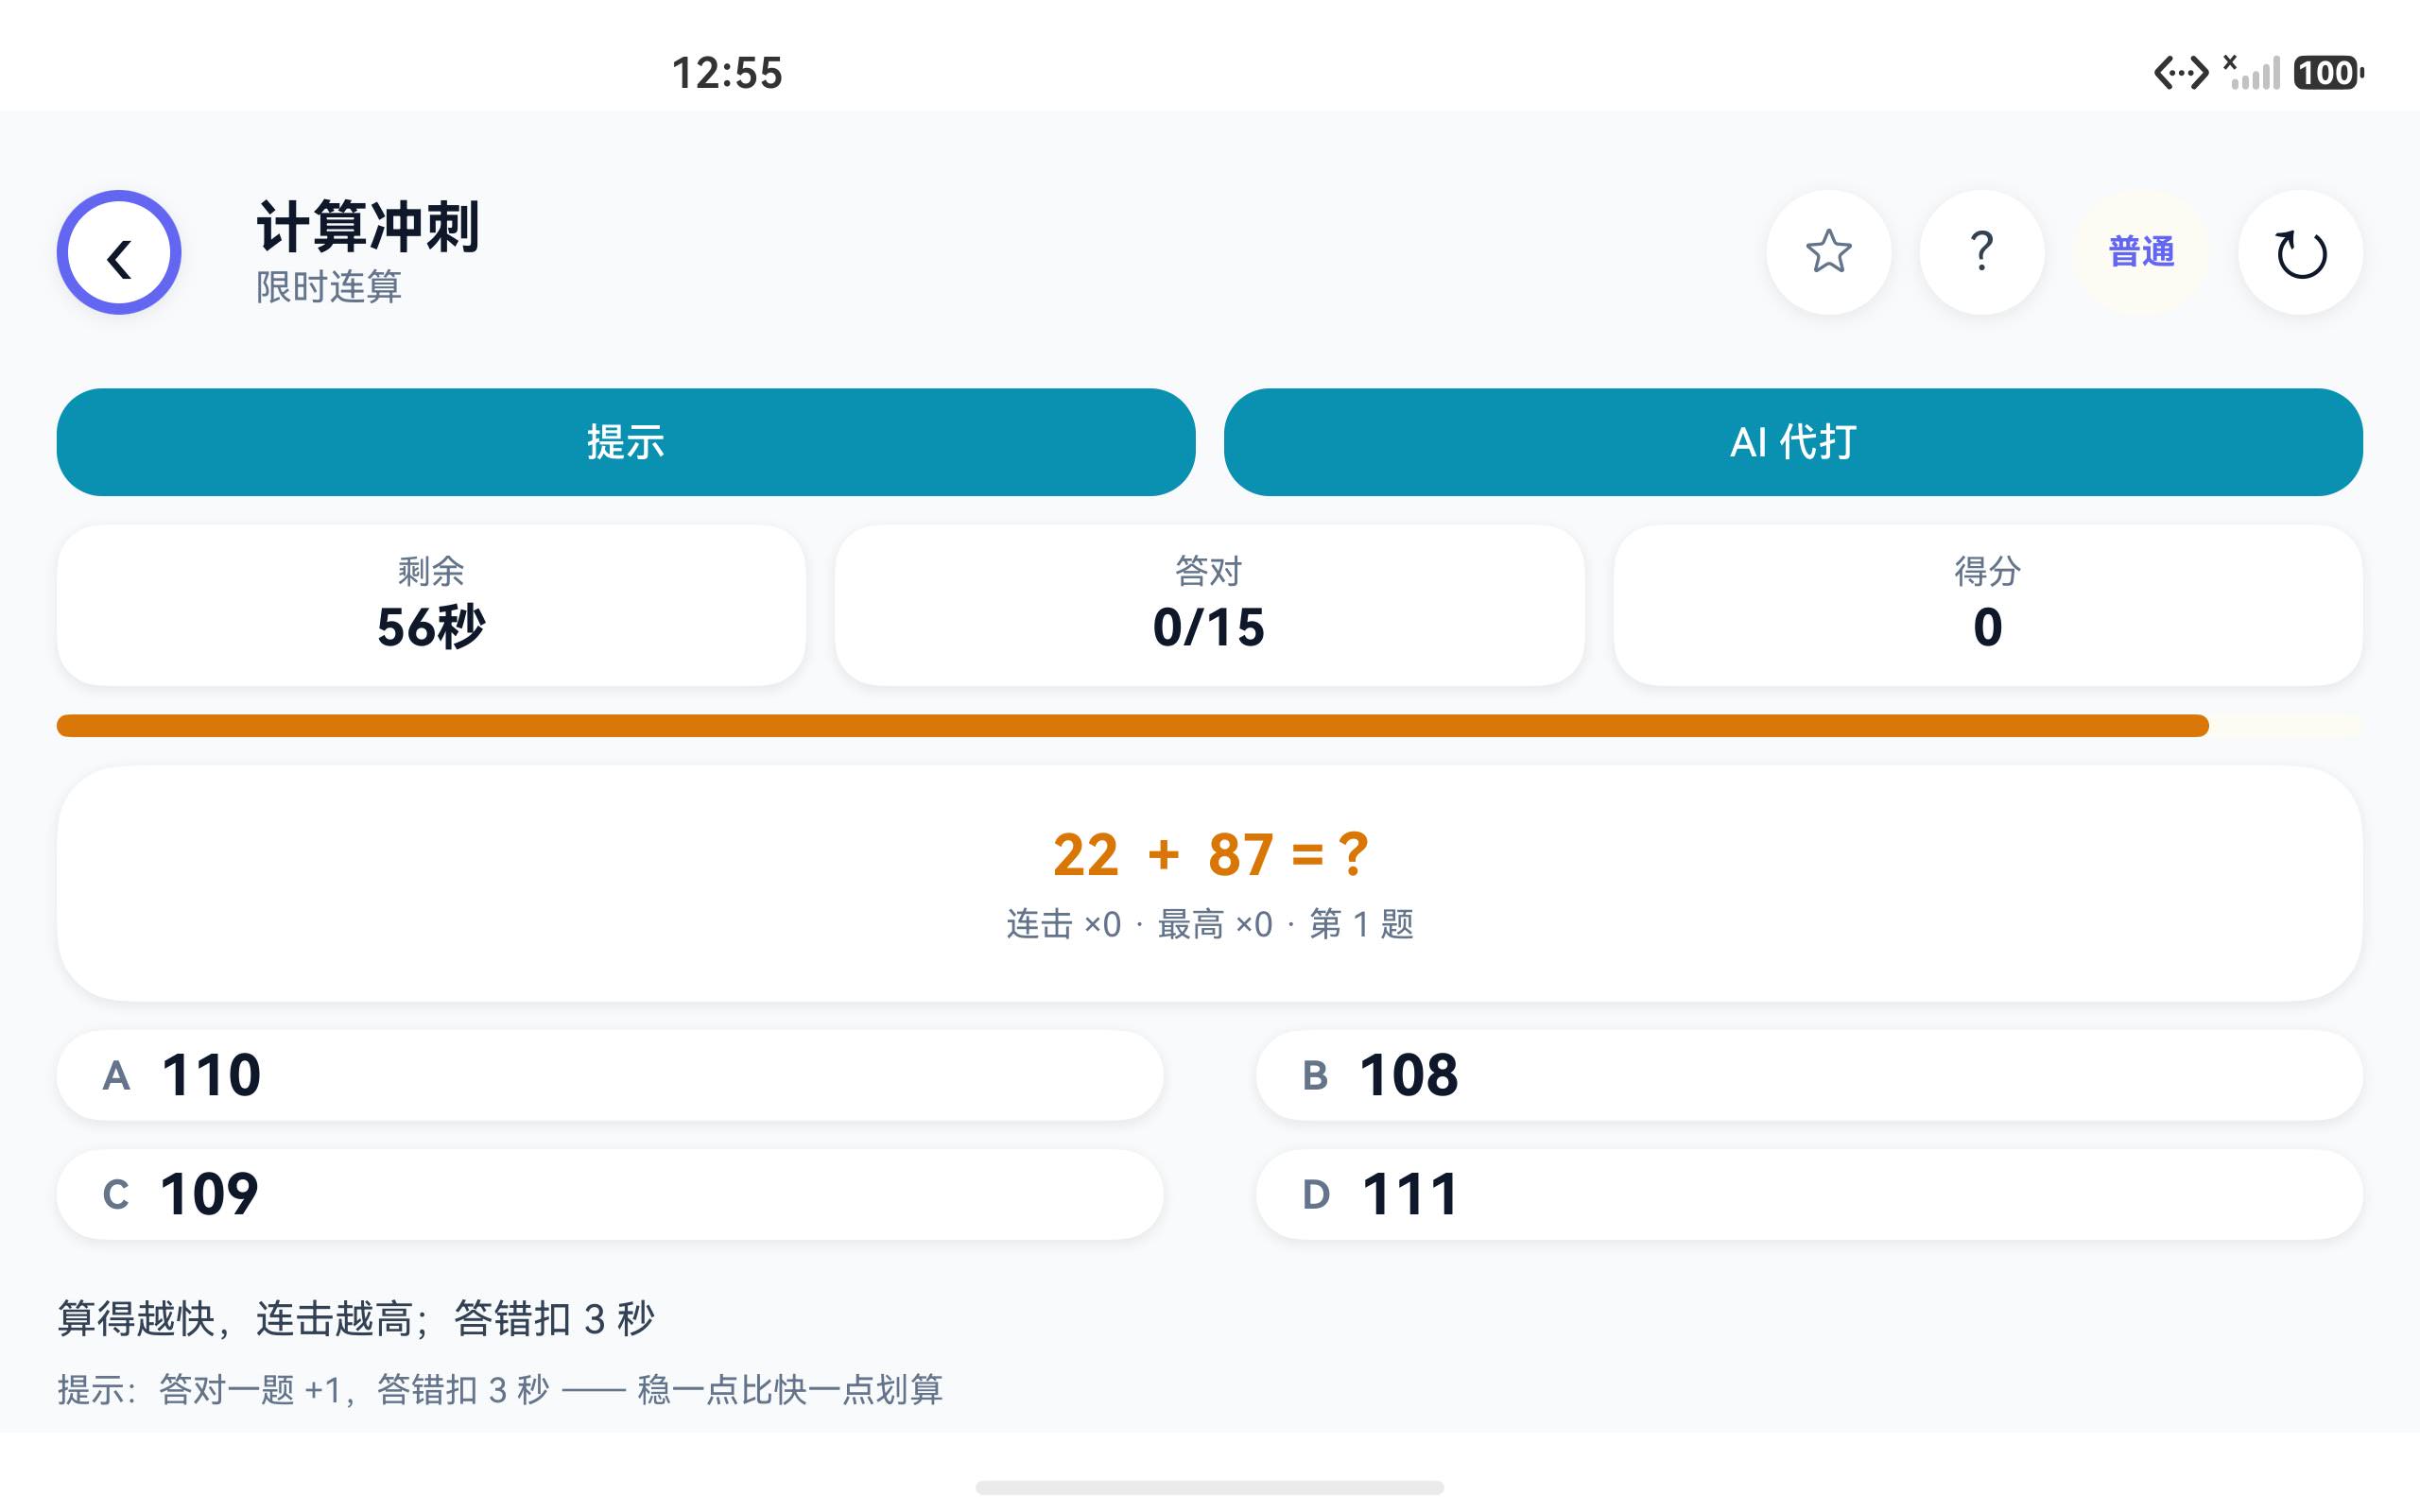 12:55
100
计算冲刺
限时连算
?
普通
提示
AI 代打
剩余
56秒
答对
0/15
得分
0
22 + 87 = ?
连击 ×0 · 最高 ×0 · 第 1 题
A 110
B 108
C 109
D 111
算得越快，连击越高；答错扣 3 秒
提示：答对一题 +1，答错扣 3 秒 —— 稳一点比快一点划算